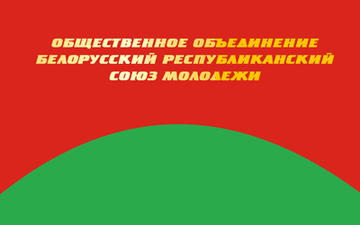 ОБЩЕСТВЕННОЕ ОБЪЕДИНЕНИЕ
БЕЛОРУССКИЙ РЕСПУБЛИКАНСКИЙ
СОЮЗ МОЛОДЕЖИ